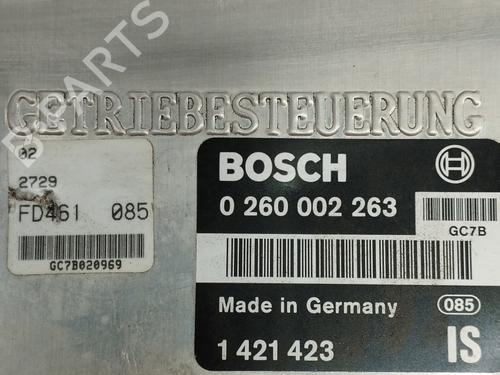 GETRIEBESTEUERUNG
02
2729
FD461 085
GC7B020969
BOSCH
0 260 002 263
GC7B
Made in Germany 085
1 421 423 IS
B PARTS